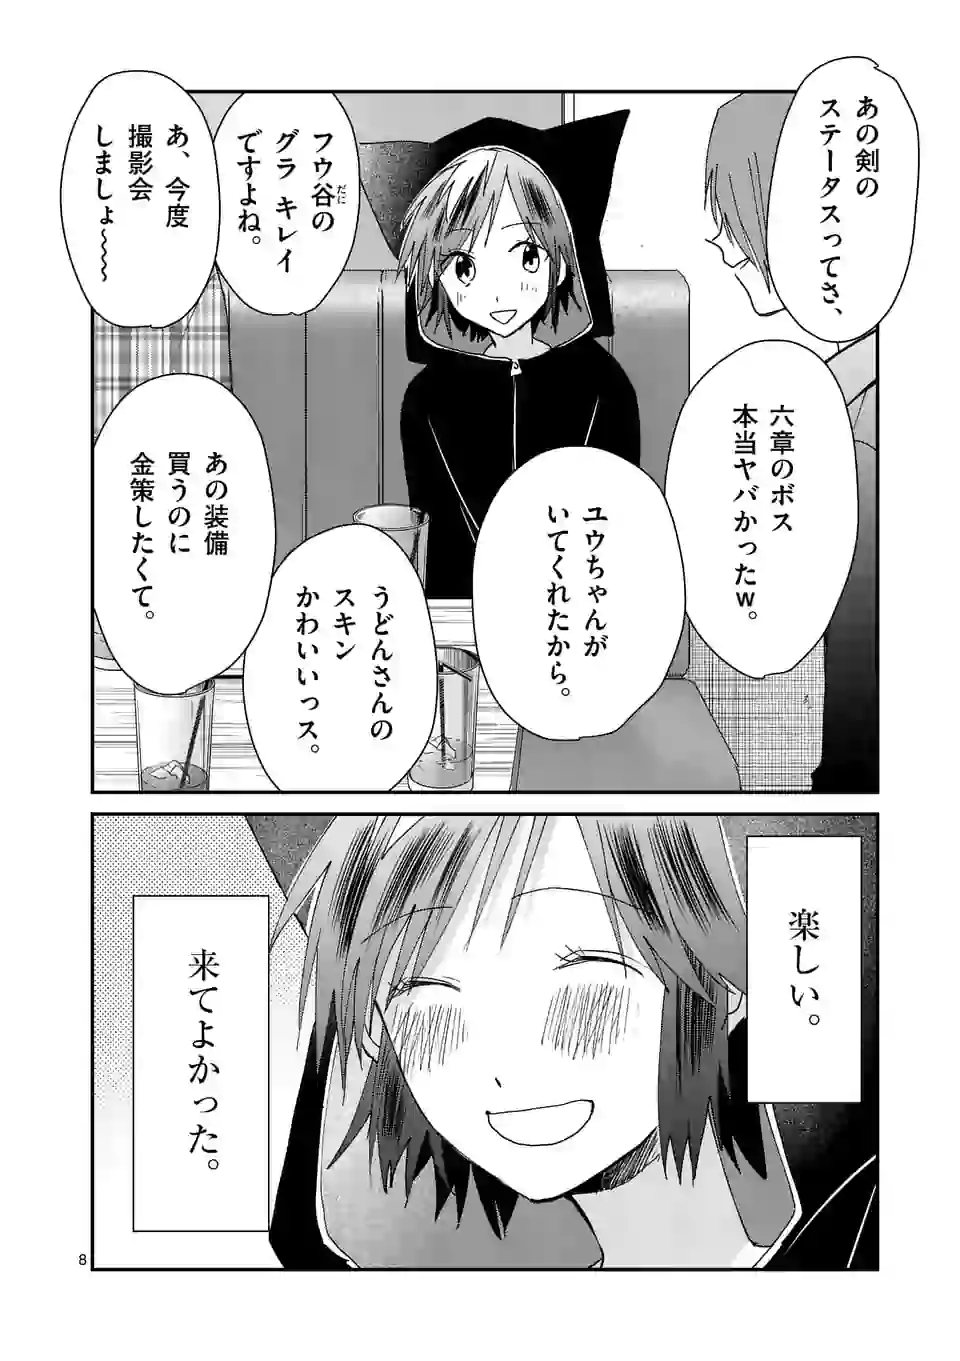 あの剣の
ステータスってさ、
フウ谷の
だに
グラ キレイ
ですよね。
あ、今度
撮影会
しましょ〜〜〜〜
六章のボス
本当ヤバかったw。
ユウちゃんが
いてくれたから。
うどんさんの
スキン
かわいいっス。
あの装備
買うのに
金策したくて。
楽しい。
来てよかった。
8